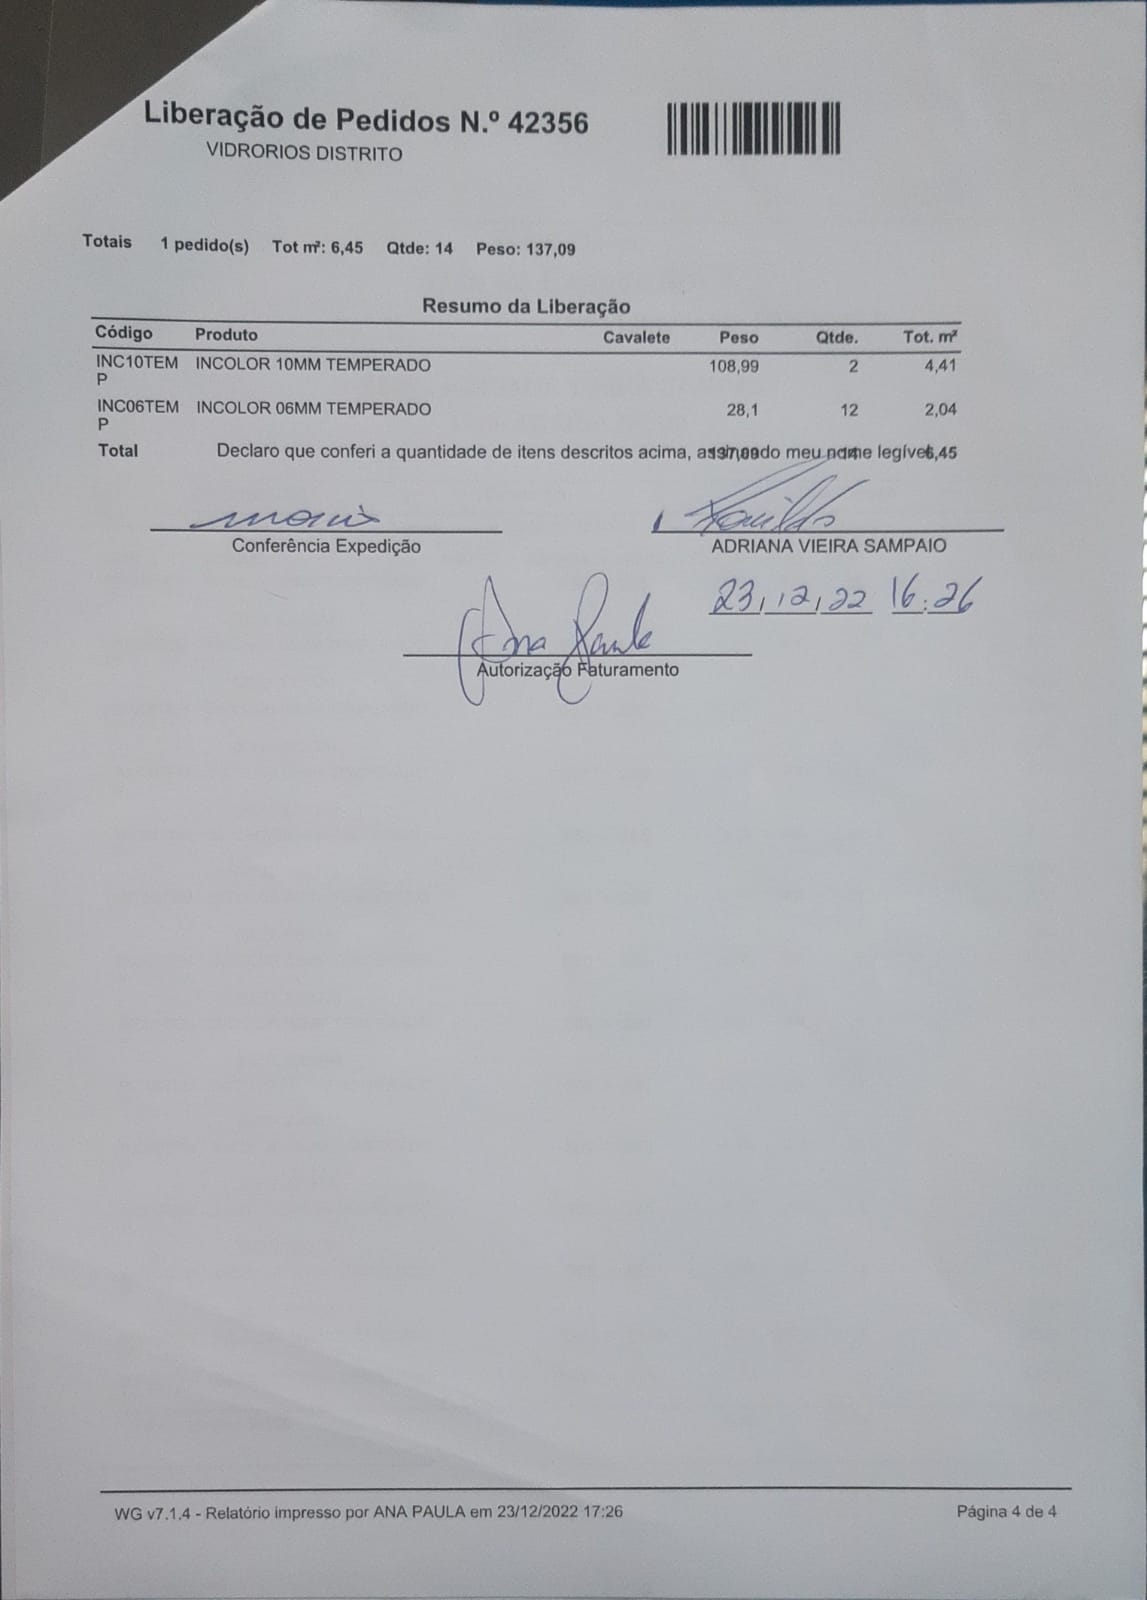 Liberação de Pedidos N.º 42356
VIDRORIOS DISTRITO
Totais 1 pedido(s) Tot m²: 6,45 Qtde: 14 Peso: 137,09
Resumo da Liberação
Código Produto Cavalete Peso Qtde. Tot. m²
INC10TEM INCOLOR 10MM TEMPERADO 108,99 2 4,41
P
INC06TEM INCOLOR 06MM TEMPERADO 28,1 12 2,04
P
Total Declaro que conferi a quantidade de itens descritos acima, assinando meu nome legível 6,45
Conferência Expedição ADRIANA VIEIRA SAMPAIO
23/12/22 16:26
Ana Paula
Autorização Faturamento
WG v7.1.4 - Relatório impresso por ANA PAULA em 23/12/2022 17:26 Página 4 de 4